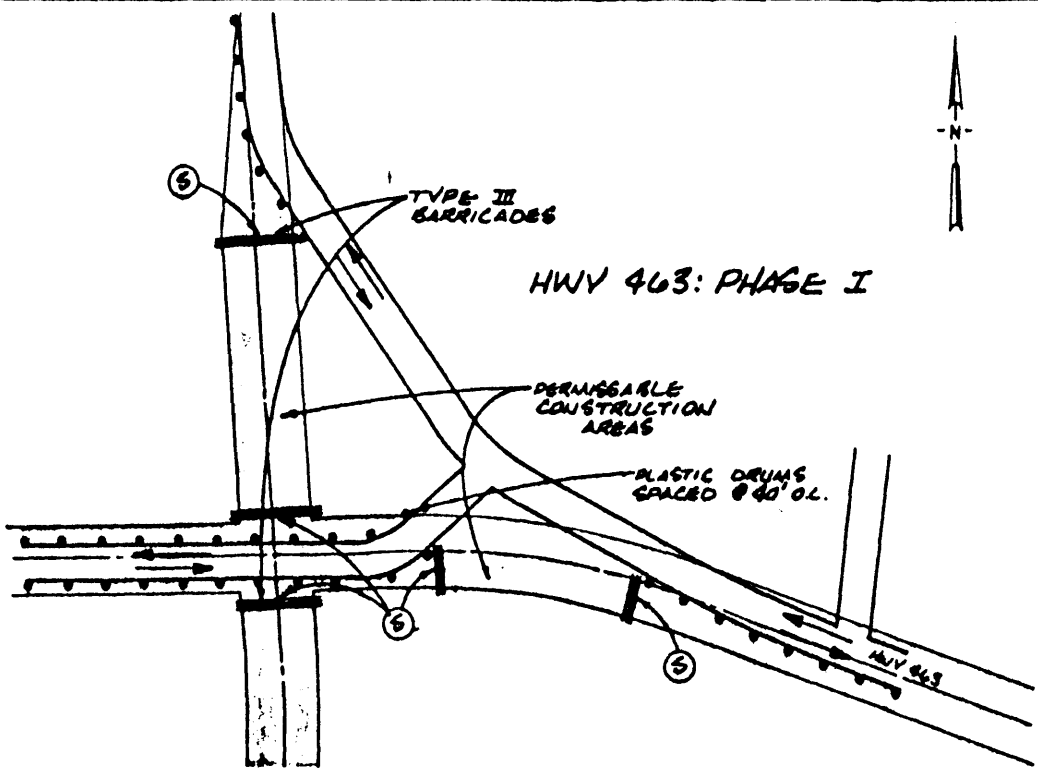 -N-
S
TYPE III
BARRICADES
HWY 463: PHASE I
PERMISSABLE
CONSTRUCTION
AREAS
PLASTIC DRUMS
SPACED @ 40' O.C.
S
S
HWY 463